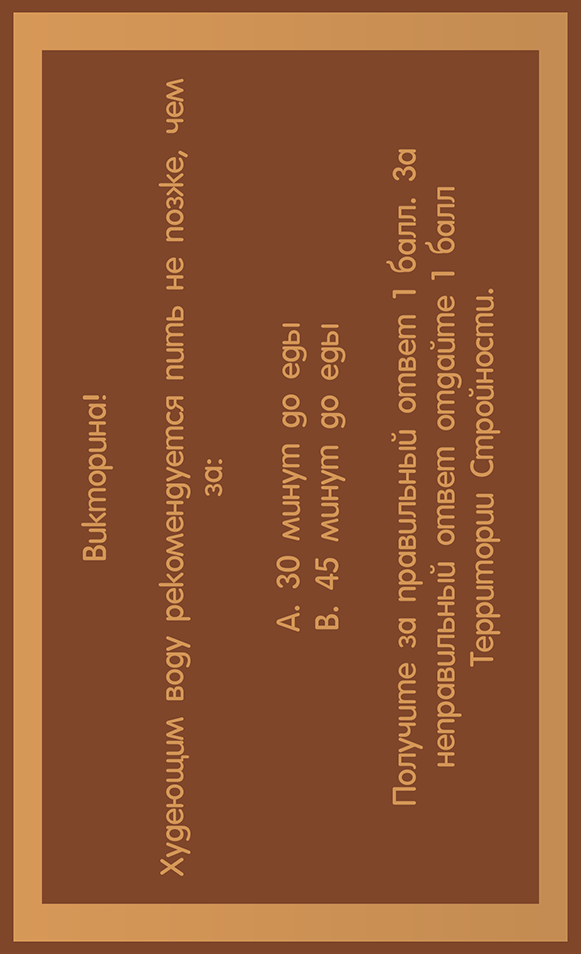 Викторина!
Худеющим воду рекомендуется пить не позже, чем
за:
А. 30 минут до еды
В. 45 минут до еды
Получите за правильный ответ 1 балл. За
неправильный ответ отдайте 1 балл
Территории Стройности.